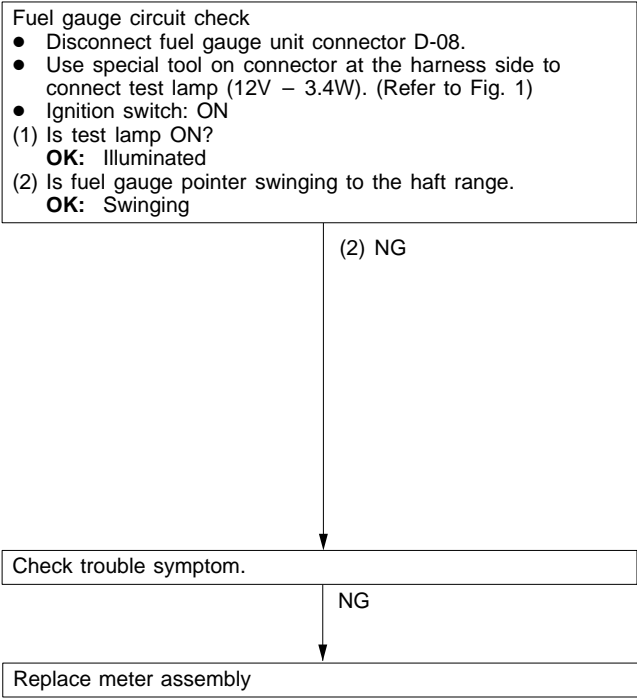 Fuel gauge circuit check
● Disconnect fuel gauge unit connector D-08.
● Use special tool on connector at the harness side to
connect test lamp (12V – 3.4W). (Refer to Fig. 1)
● Ignition switch: ON
(1) Is test lamp ON?
OK: Illuminated
(2) Is fuel gauge pointer swinging to the haft range.
OK: Swinging
(2) NG
Check trouble symptom.
NG
Replace meter assembly